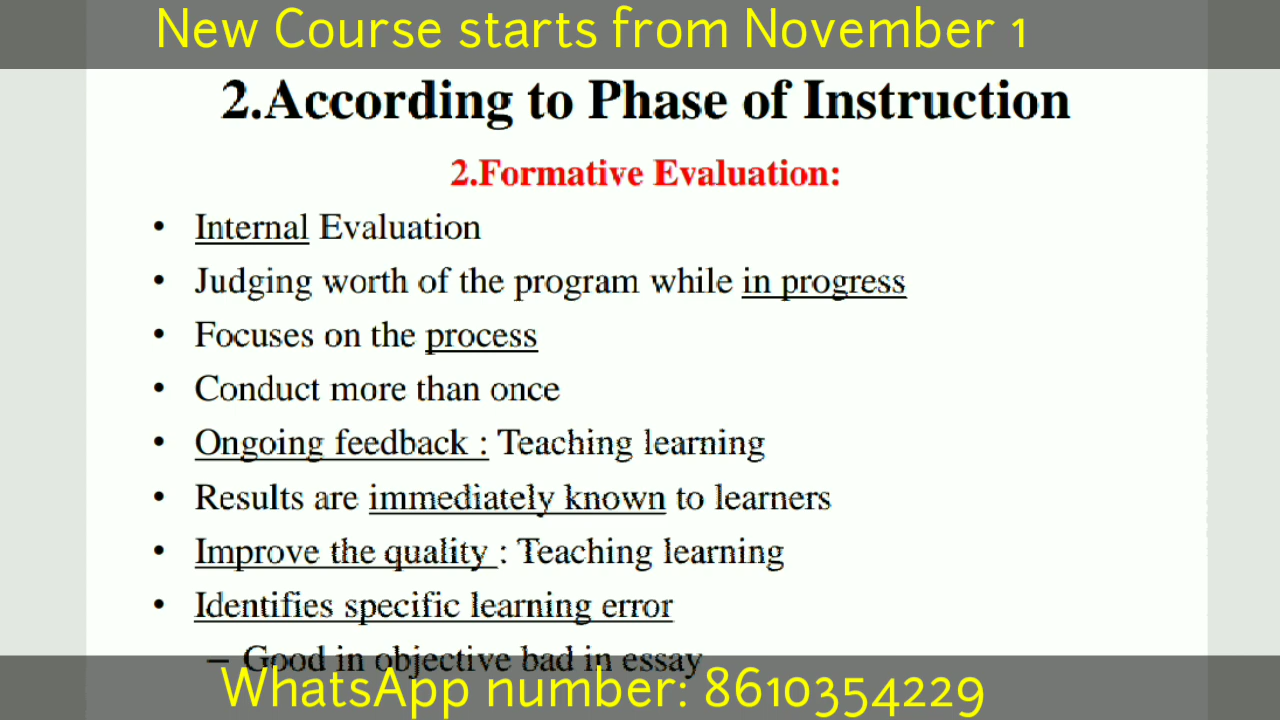 New Course starts from November 1
2.According to Phase of Instruction
2.Formative Evaluation:
• Internal Evaluation
• Judging worth of the program while in progress
• Focuses on the process
• Conduct more than once
• Ongoing feedback : Teaching learning
• Results are immediately known to learners
• Improve the quality : Teaching learning
• Identifies specific learning error
– Good in objective bad in essay
WhatsApp number: 8610354229